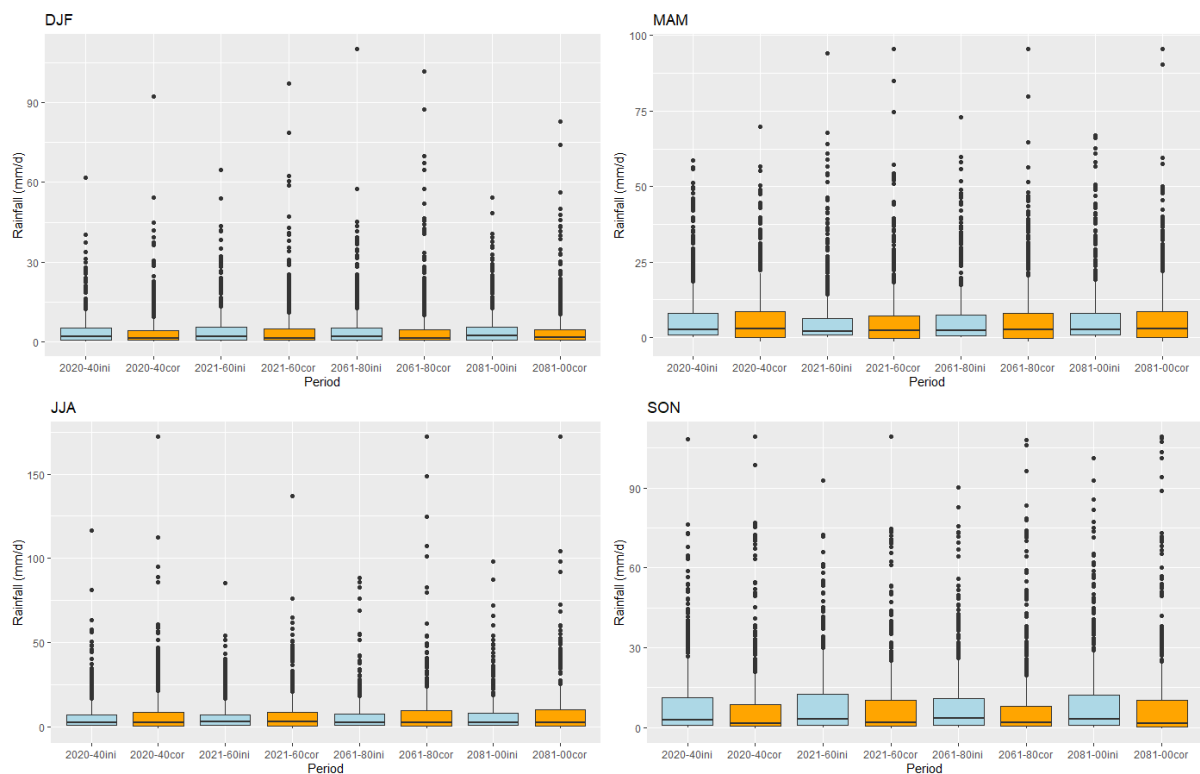 DJF
Rainfall (mm/d)
90
60
30
0
2020-40ini 2020-40cor 2021-60ini 2021-60cor 2061-80ini 2061-80cor 2081-00ini 2081-00cor
Period
MAM
Rainfall (mm/d)
100
75
50
25
0
2020-40ini 2020-40cor 2021-60ini 2021-60cor 2061-80ini 2061-80cor 2081-00ini 2081-00cor
Period
JJA
Rainfall (mm/d)
150
100
50
0
2020-40ini 2020-40cor 2021-60ini 2021-60cor 2061-80ini 2061-80cor 2081-00ini 2081-00cor
Period
SON
Rainfall (mm/d)
90
60
30
0
2020-40ini 2020-40cor 2021-60ini 2021-60cor 2061-80ini 2061-80cor 2081-00ini 2081-00cor
Period